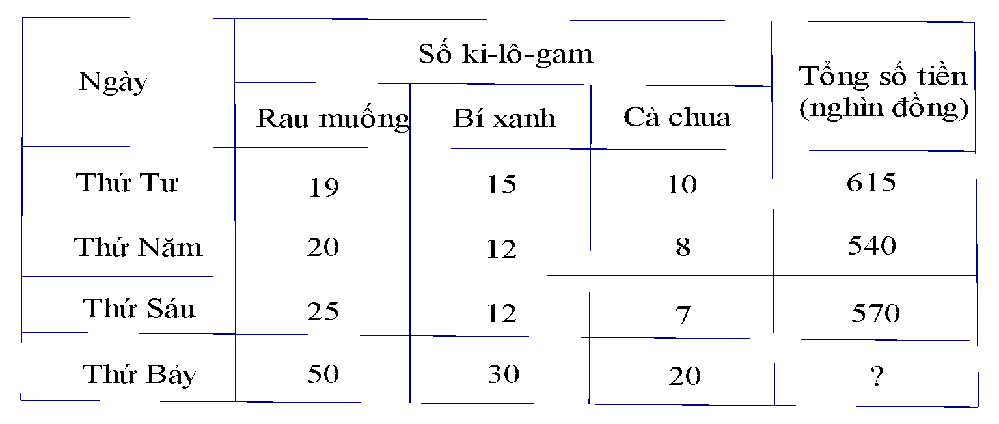 Ngày
Số ki-lô-gam
Tổng số tiền
(nghìn đồng)
Rau muống
Bí xanh
Cà chua
Thứ Tư 19 15 10 615
Thứ Năm 20 12 8 540
Thứ Sáu 25 12 7 570
Thứ Bảy 50 30 20 ?